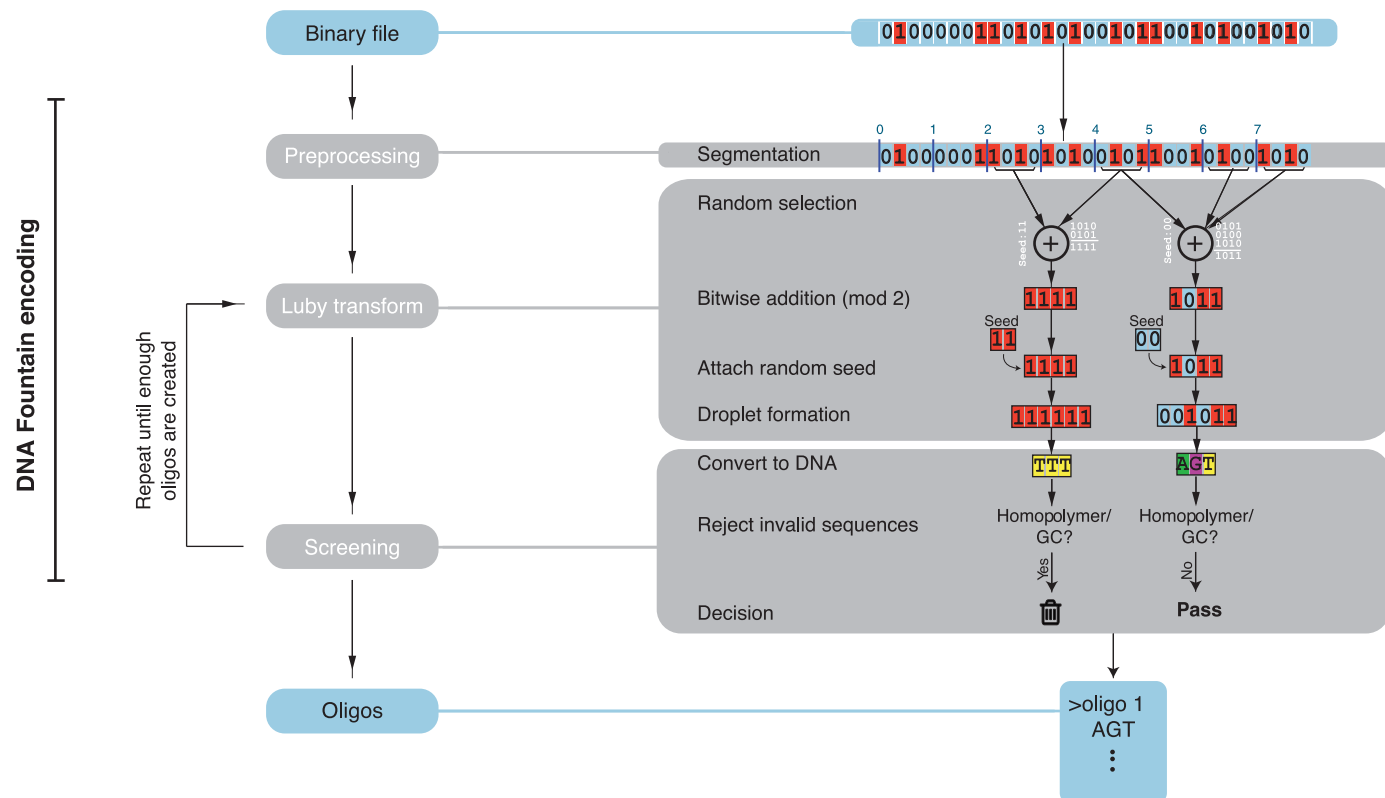 Binary file
01000001101010100101100101001010
DNA Fountain encoding
Repeat until enough
oligos are created
0 1 2 3 4 5 6 7
Preprocessing
Segmentation
01000001101010100101100101001010
Random selection
Seed:11
+
1010
0101
1111
Seed:00
+
0101
0100
1010
1011
Luby transform
Bitwise addition (mod 2)
1111
1011
Seed
11
Seed
00
Attach random seed
1111
1011
Droplet formation
111111
001011
Convert to DNA
TTT
AGT
Screening
Reject invalid sequences
Homopolymer/
GC?
Homopolymer/
GC?
Yes
No
Decision
Pass
Oligos
>oligo 1
AGT
⋮